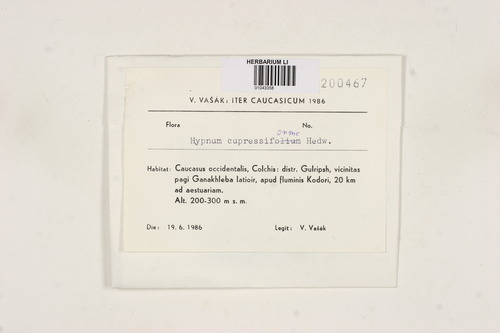 HERBARIUM LI
01043358
200467
V. VAŠÁK: ITER CAUCASICUM 1986
Flora No.
orme
Hypnum cupressifolium Hedw.
Habitat: Caucasus occidentalis, Colchis: distr. Gulripsh, vicinitas
pagi Ganakhleba latioir, apud fluminis Kodori, 20 km
ad aestuariam.
Alt. 200-300 m s. m.
Die: 19. 6. 1986 Legit: V. Vašák